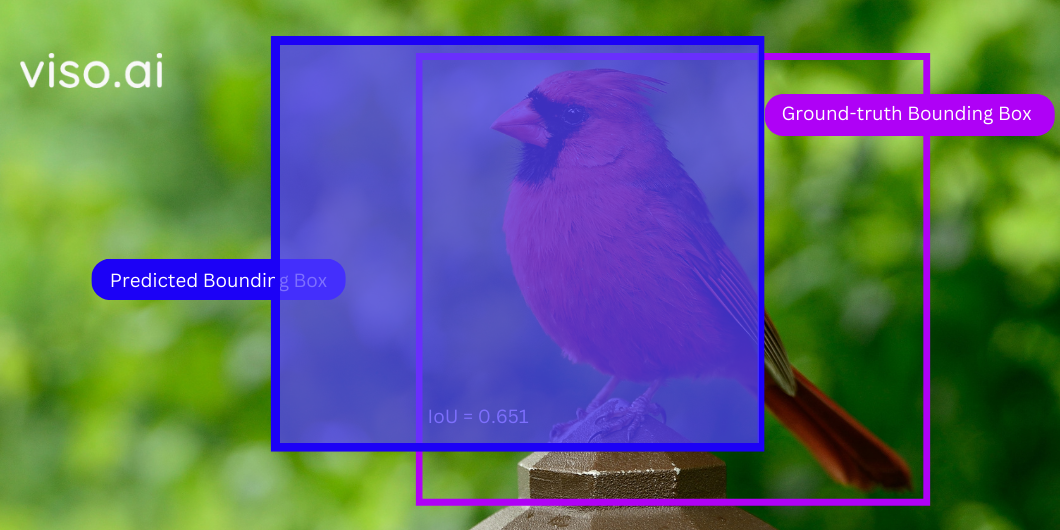 viso.ai
Ground-truth Bounding Box
Predicted Bounding Box
IoU = 0.651